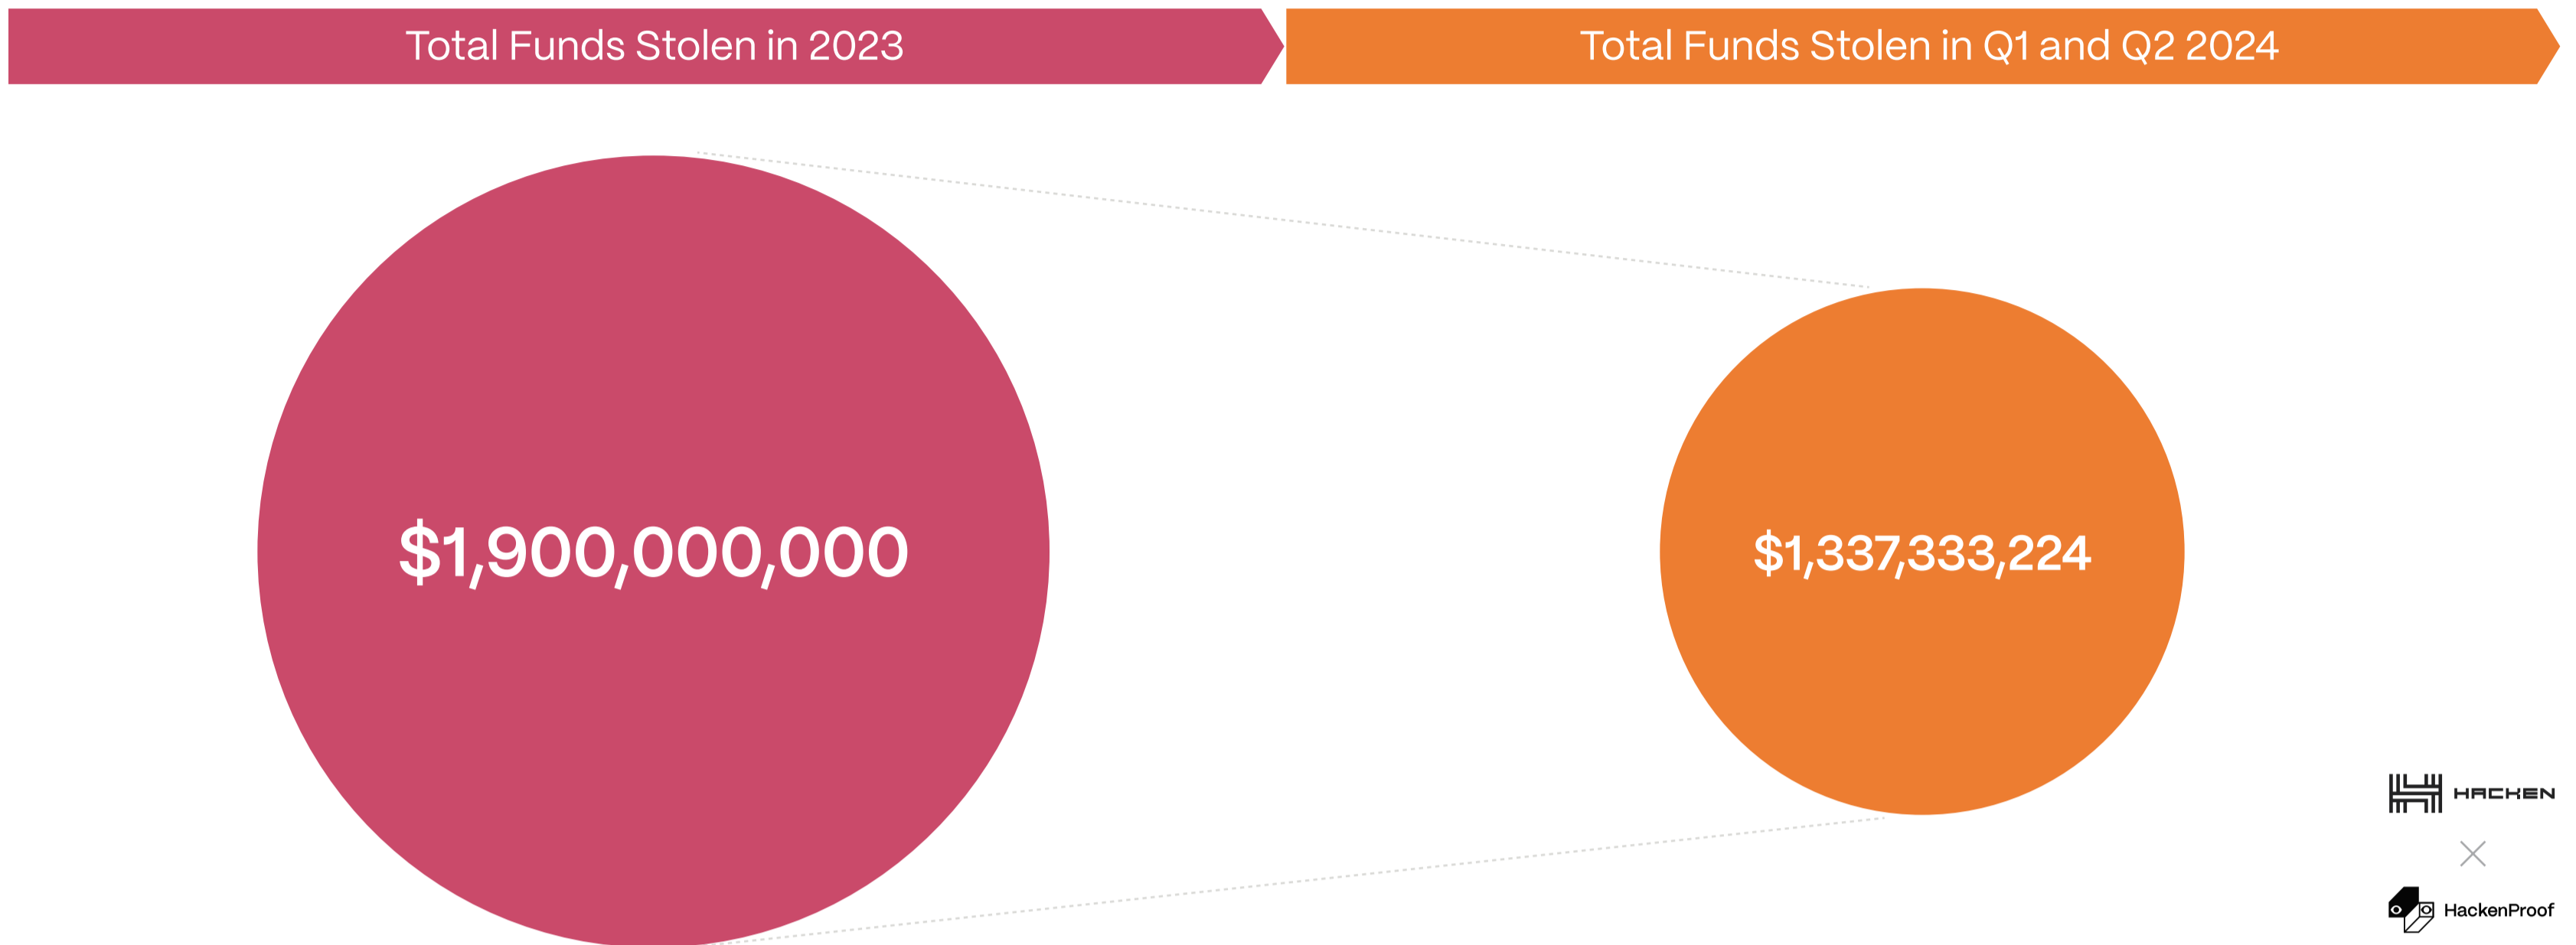 Total Funds Stolen in 2023
Total Funds Stolen in Q1 and Q2 2024
$1,900,000,000
$1,337,333,224
HACKEN
HackenProof